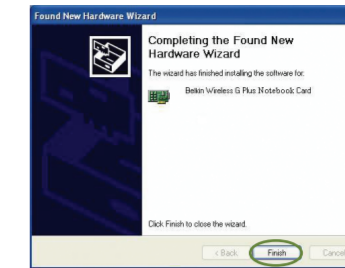 Found New Hardware Wizard
Completing the Found New
Hardware Wizard
The wizard has finished installing the software for:
Belkin Wireless G Plus Notebook Card
Click Finish to close the wizard.
< Back
Finish
Cancel